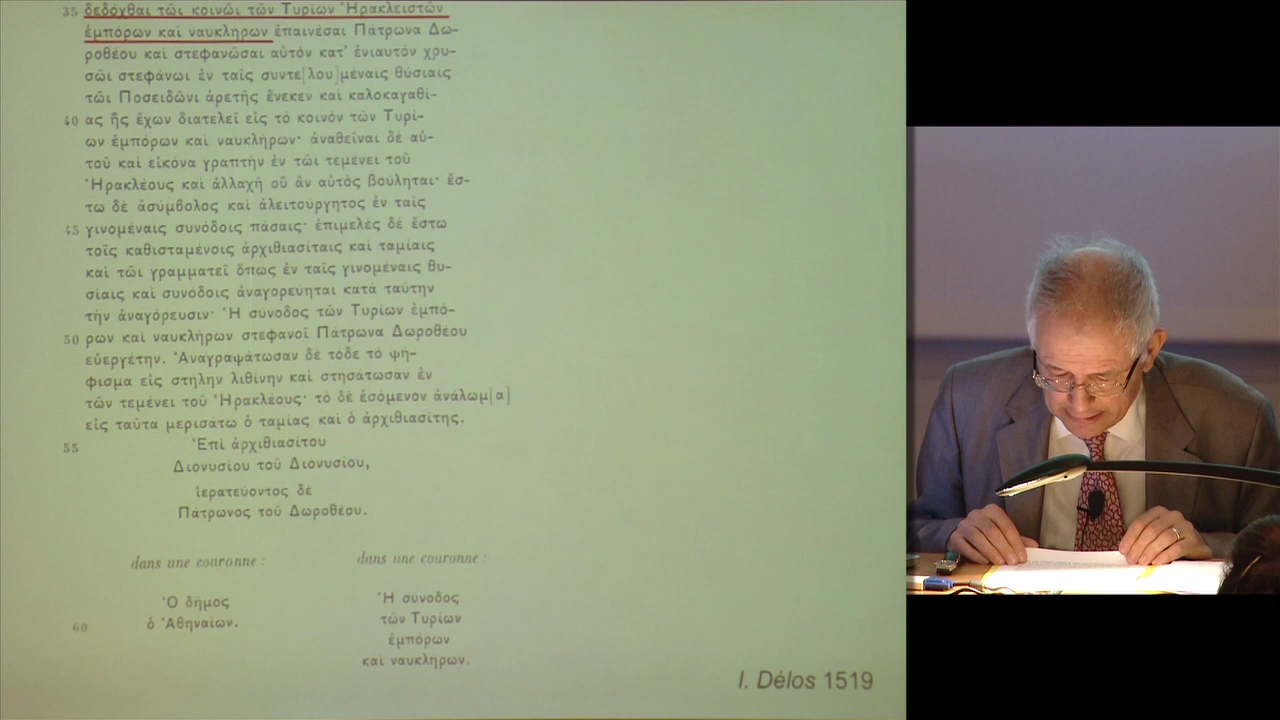 35 δεδόχθαι τῶι κοινῶι τῶν Τυρίων Ἡρακλειστῶν
ἐμπόρων καὶ ναυκλήρων ἐπαινέσαι Πάτρωνα Δω-
ροθέου καὶ στεφανῶσαι αὐτὸν κατ' ἐνιαυτὸν χρυ-
σῶι στεφάνωι ἐν ταῖς συντε[λου]μέναις θύσιαις
τῶι Ποσειδῶνι ἀρετῆς ἕνεκεν καὶ καλοκαγαθί-
40 ας ἧς ἔχων διατελεῖ εἰς τὸ κοινὸν τῶν Τυρί-
ων ἐμπόρων καὶ ναυκλήρων· ἀναθεῖναι δὲ αὐ-
τοῦ καὶ εἰκόνα γραπτὴν ἐν τῶι τεμένει τοῦ
Ἡρακλέους καὶ ἀλλαχῆ οὗ ἂν αὐτὸς βούληται· ἔσ-
τω δὲ ἀσύμβολος καὶ ἀλειτούργητος ἐν ταῖς
45 γινομέναις συνόδοις πάσαις· ἐπιμελὲς δὲ ἔστω
τοῖς καθισταμένοις ἀρχιθιασίταις καὶ ταμίαις
καὶ τῶι γραμματεῖ ὅπως ἐν ταῖς γινομέναις θυ-
σίαις καὶ συνόδοις ἀναγορεύηται κατὰ ταύτην
τὴν ἀναγόρευσιν· Ἡ σύνοδος τῶν Τυρίων ἐμπό-
50 ρων καὶ ναυκλήρων στεφανοῖ Πάτρωνα Δωροθέου
εὐεργέτην. Ἀναγραψάτωσαν δὲ τόδε τὸ ψή-
φισμα εἰς στήλην λιθίνην καὶ στησάτωσαν ἐν
τῶν τεμένει τοῦ Ἡρακλέους· τὸ δὲ ἐσόμενον ἀνάλωμ[α]
εἰς ταῦτα μερισάτω ὁ ταμίας καὶ ὁ ἀρχιθιασίτης.
55 Ἐπὶ ἀρχιθιασίτου
Διονυσίου τοῦ Διονυσίου,
ἱερατεύοντος δὲ
Πάτρωνος τοῦ Δωροθέου.
dans une couronne : dans une couronne :
Ὁ δῆμος
60 ὁ Ἀθηναίων.
Ἡ σύνοδος
τῶν Τυρίων
ἐμπόρων
καὶ ναυκλήρων.
I. Délos 1519